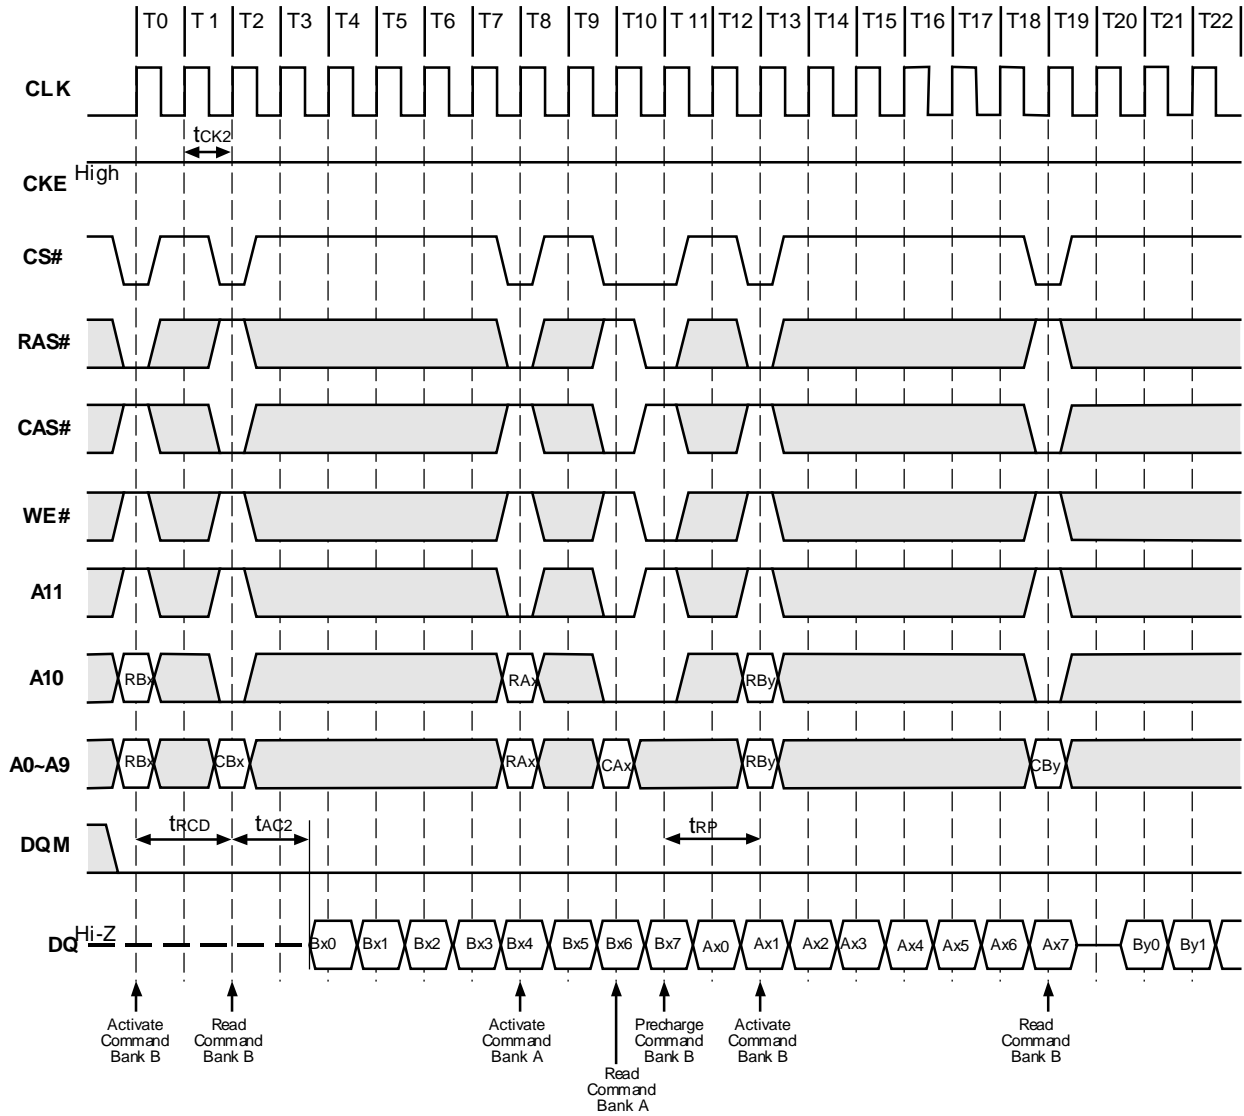 T0 T 1 T2 T3 T4 T5 T6 T7 T8 T9 T10 T 11 T12 T13 T14 T15 T16 T17 T18 T19 T20 T21 T22
CLK
tCK2
High
CKE
CS#
RAS#
CAS#
WE#
A11
A10 RBx RAx RBy
A0~A9 RBx CBx RAx CAx RBy CBy
tRCD tAC2 tRP
DQM
Hi-Z
DQ Bx0 Bx1 Bx2 Bx3 Bx4 Bx5 Bx6 Bx7 Ax0 Ax1 Ax2 Ax3 Ax4 Ax5 Ax6 Ax7 By0 By1
Activate
Command
Bank B
Read
Command
Bank B
Activate
Command
Bank A
Read
Command
Bank A
Precharge
Command
Bank B
Activate
Command
Bank B
Read
Command
Bank B